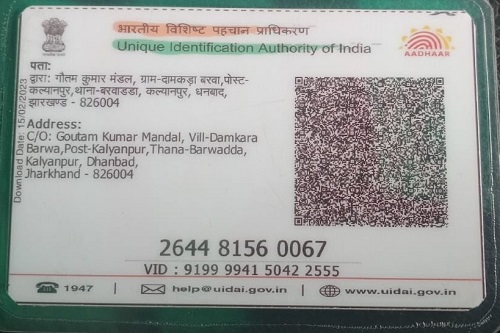 भारतीय विशिष्ट पहचान प्राधिकरण
Unique Identification Authority of India
AADHAAR
पता:
द्वारा: गौतम कुमार मंडल, ग्राम-दामकड़ा बरवा,पोस्ट-
कल्यानपुर,थाना-बरवाडडा, कल्यानपुर, धनबाद,
झारखण्ड - 826004
Address:
C/O: Goutam Kumar Mandal, Vill-Damkara
Barwa,Post-Kalyanpur,Thana-Barwadda,
Kalyanpur, Dhanbad,
Jharkhand - 826004
Download Date: 15/02/2023
2644 8156 0067
VID : 9199 9941 5042 2555
1947 | help@uidai.gov.in | www.uidai.gov.in